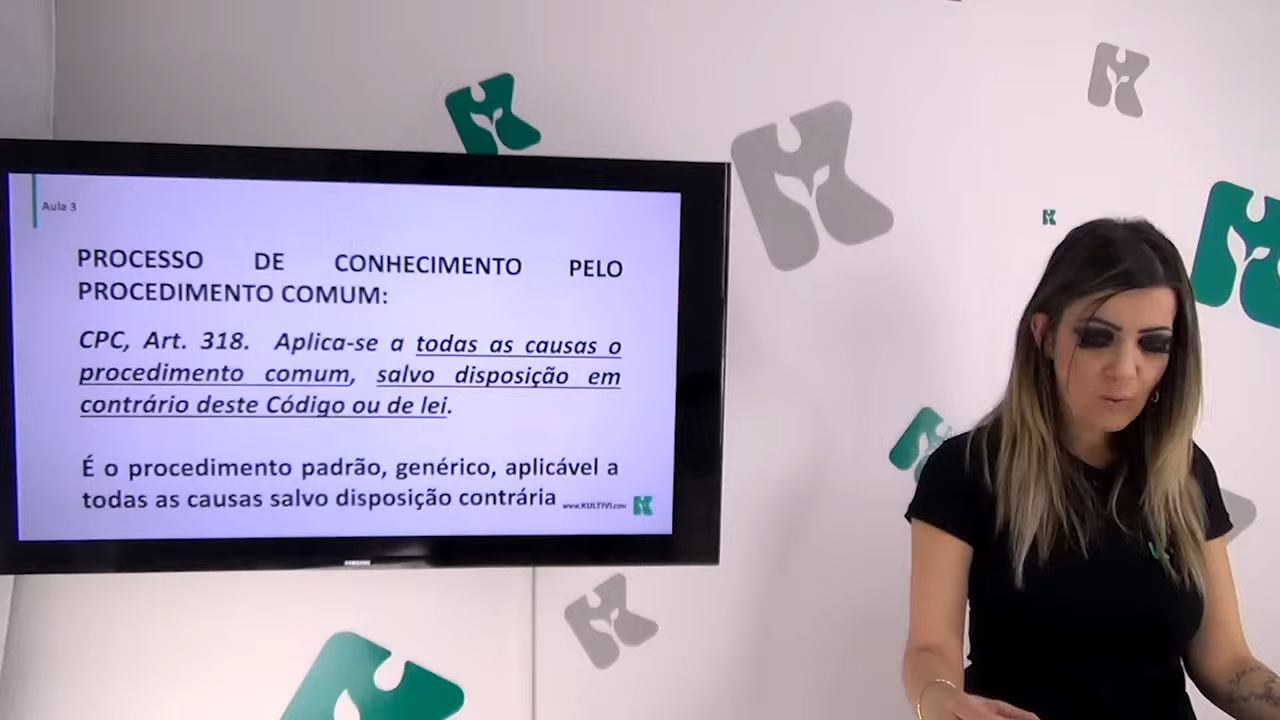 Aula 3
PROCESSO DE CONHECIMENTO PELO
PROCEDIMENTO COMUM:
CPC, Art. 318. Aplica-se a todas as causas o
procedimento comum, salvo disposição em
contrário deste Código ou de lei.
É o procedimento padrão, genérico, aplicável a
todas as causas salvo disposição contrária
www.KULTIVI.com
SAMSUNG